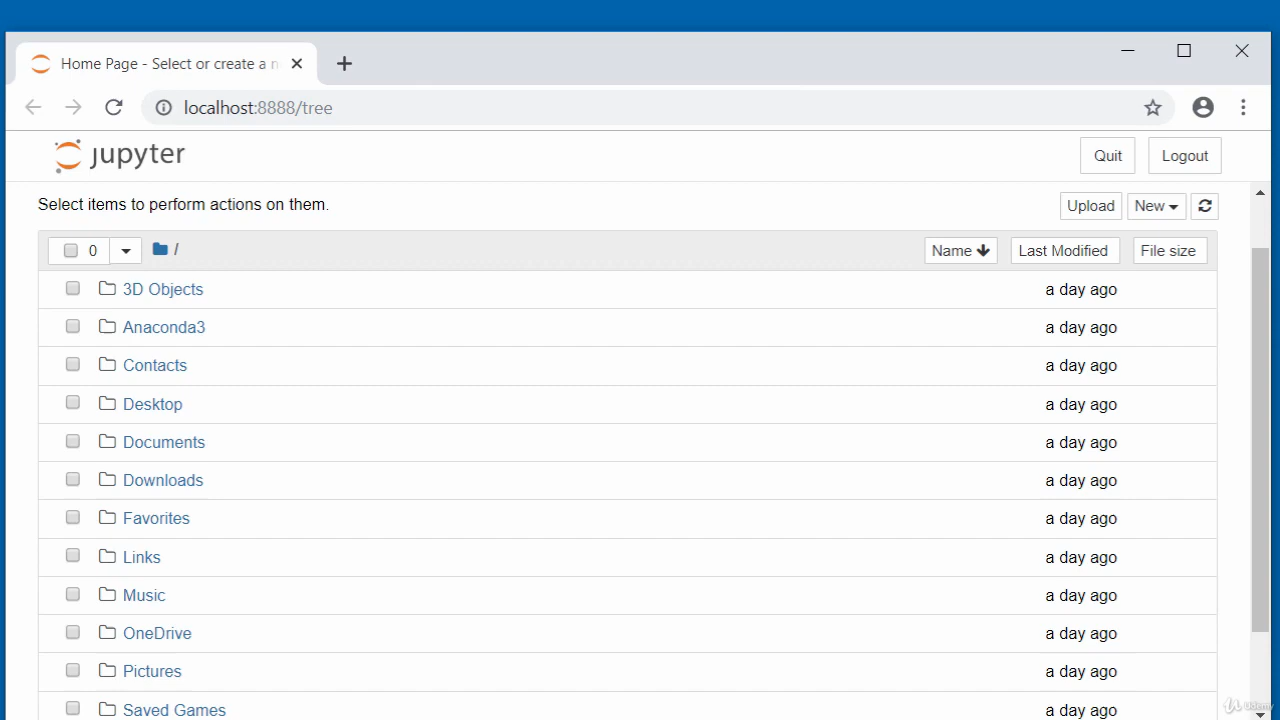 Home Page - Select or create a n
localhost:8888/tree
jupyter
Quit
Logout
Select items to perform actions on them.
Upload
New
0
/
Name
Last Modified
File size
3D Objects a day ago
Anaconda3 a day ago
Contacts a day ago
Desktop a day ago
Documents a day ago
Downloads a day ago
Favorites a day ago
Links a day ago
Music a day ago
OneDrive a day ago
Pictures a day ago
Saved Games a day ago
Udemy